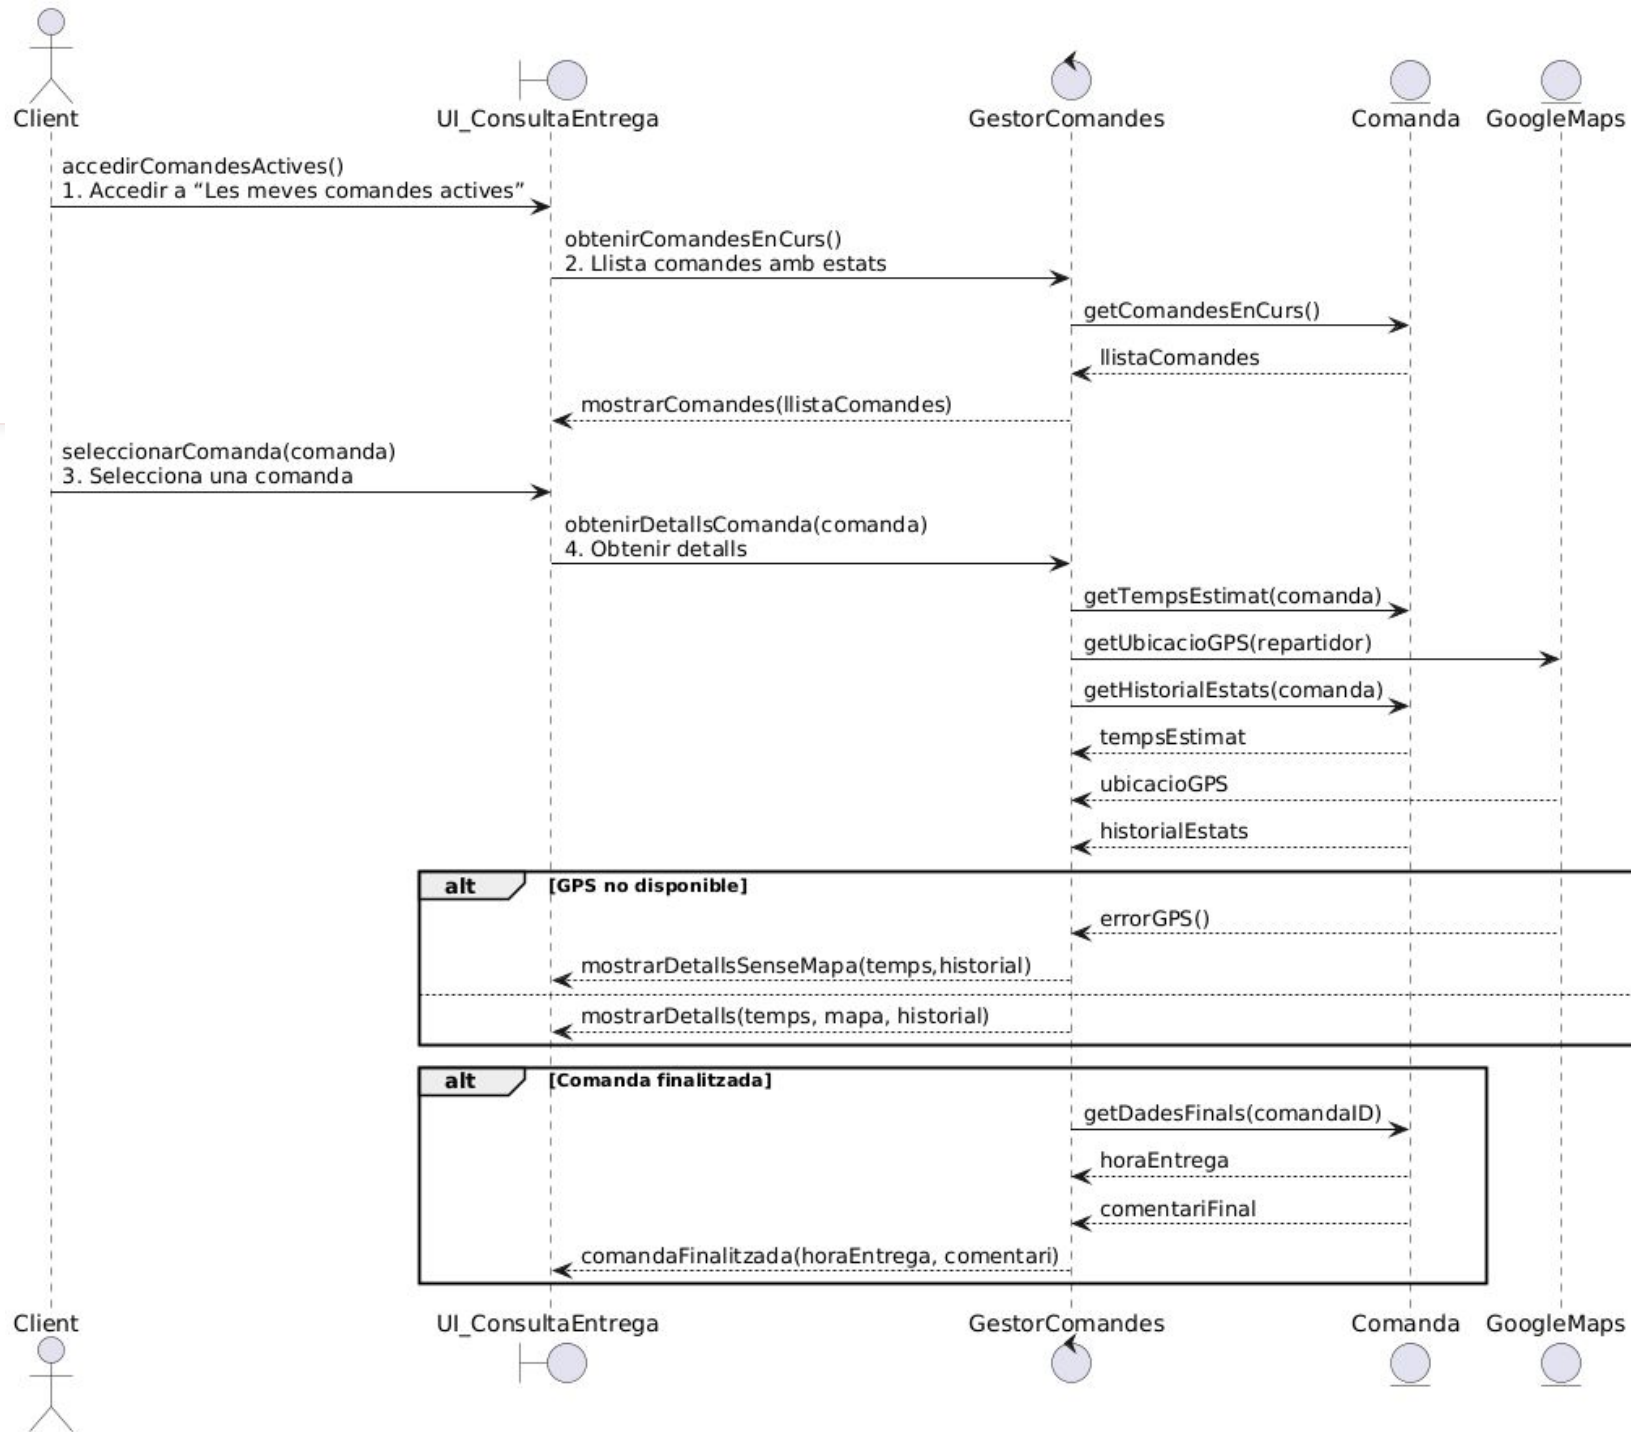 Client
UI_ConsultaEntrega
GestorComandes
Comanda
GoogleMaps
accedirComandesActives()
1. Accedir a “Les meves comandes actives”
obtenirComandesEnCurs()
2. Llista comandes amb estats
getComandesEnCurs()
llistaComandes
mostrarComandes(llistaComandes)
seleccionarComanda(comanda)
3. Selecciona una comanda
obtenirDetallsComanda(comanda)
4. Obtenir detalls
getTempsEstimat(comanda)
getUbicacioGPS(repartidor)
getHistorialEstats(comanda)
tempsEstimat
ubicacioGPS
historialEstats
alt
[GPS no disponible]
errorGPS()
mostrarDetallsSenseMapa(temps,historial)
mostrarDetalls(temps, mapa, historial)
alt
[Comanda finalitzada]
getDadesFinals(comandaID)
horaEntrega
comentariFinal
comandaFinalitzada(horaEntrega, comentari)
Client
UI_ConsultaEntrega
GestorComandes
Comanda
GoogleMaps